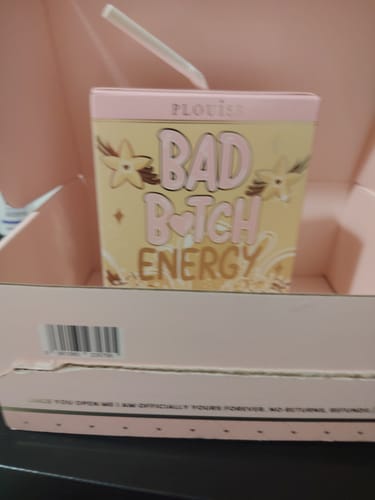 PLOUISE
BAD
B♥TCH
ENERGY
ONCE YOU OPEN ME I AM OFFICIALLY YOURS FOREVER. NO RETURNS, REFUNDS,